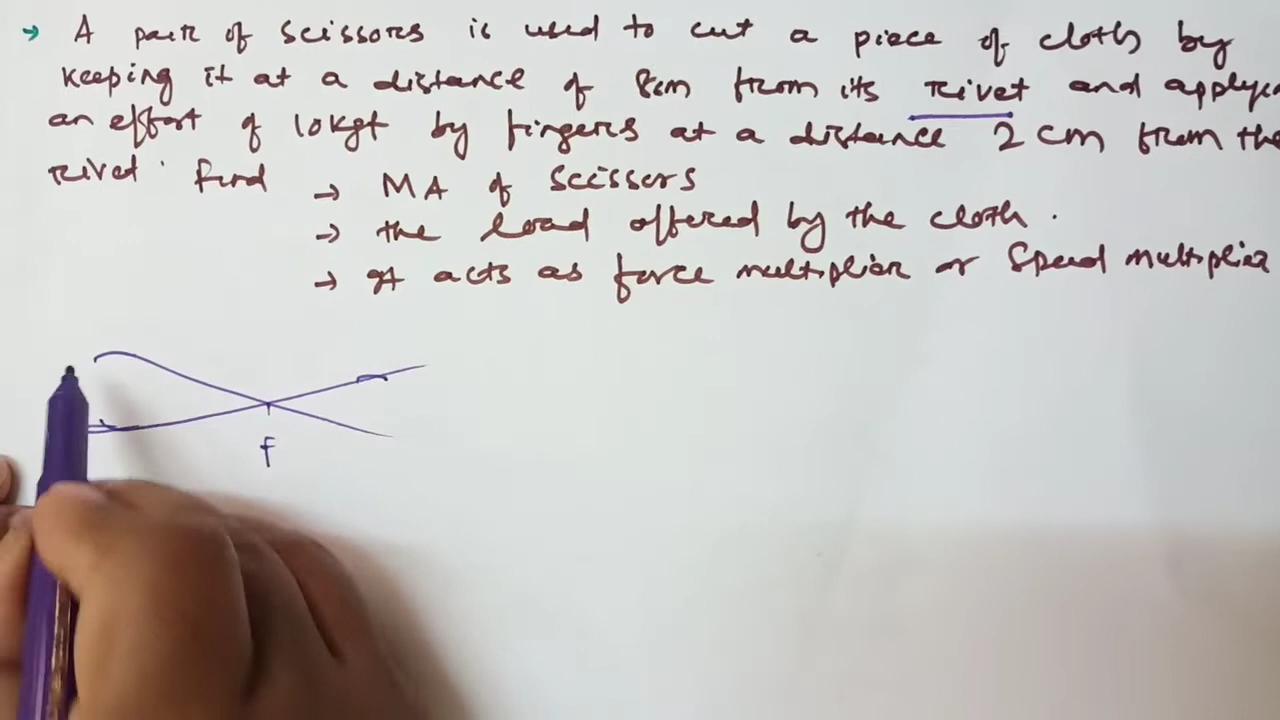 → A pair of scissors is used to cut a piece of cloth by
keeping it at a distance of 8cm from its rivet and applyin
an effort of 10kgf by fingers at a distance 2 cm from the
rivet. Find → MA of scissors
→ the load offered by the cloth.
→ It acts as force multiplier or speed multiplier
f